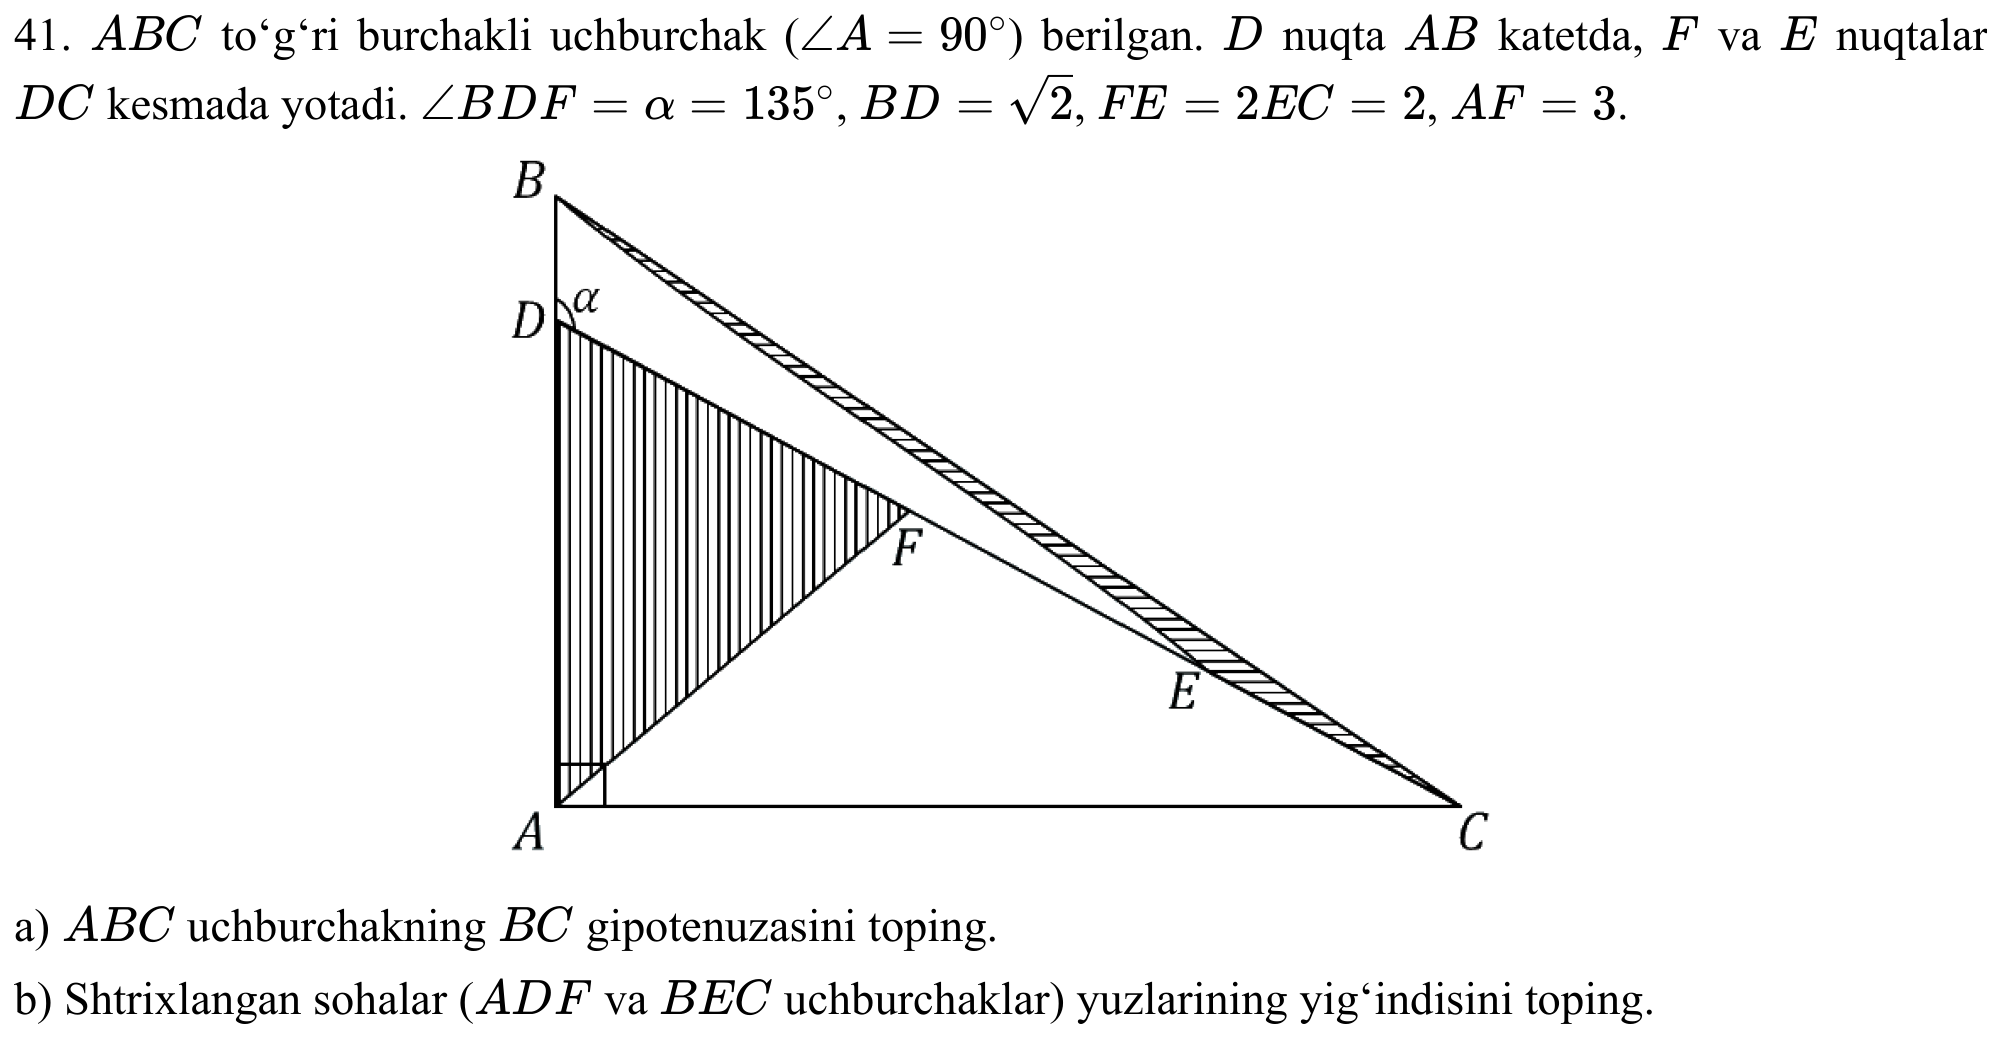 41. ABC to‘g‘ri burchakli uchburchak (∠A = 90°) berilgan. D nuqta AB katetda, F va E nuqtalar
DC kesmada yotadi. ∠BDF = α = 135°, BD = √2, FE = 2EC = 2, AF = 3.
B
D α
F
E
A C
a) ABC uchburchakning BC gipotenuzasini toping.
b) Shtrixlangan sohalar (ADF va BEC uchburchaklar) yuzlarining yig‘indisini toping.